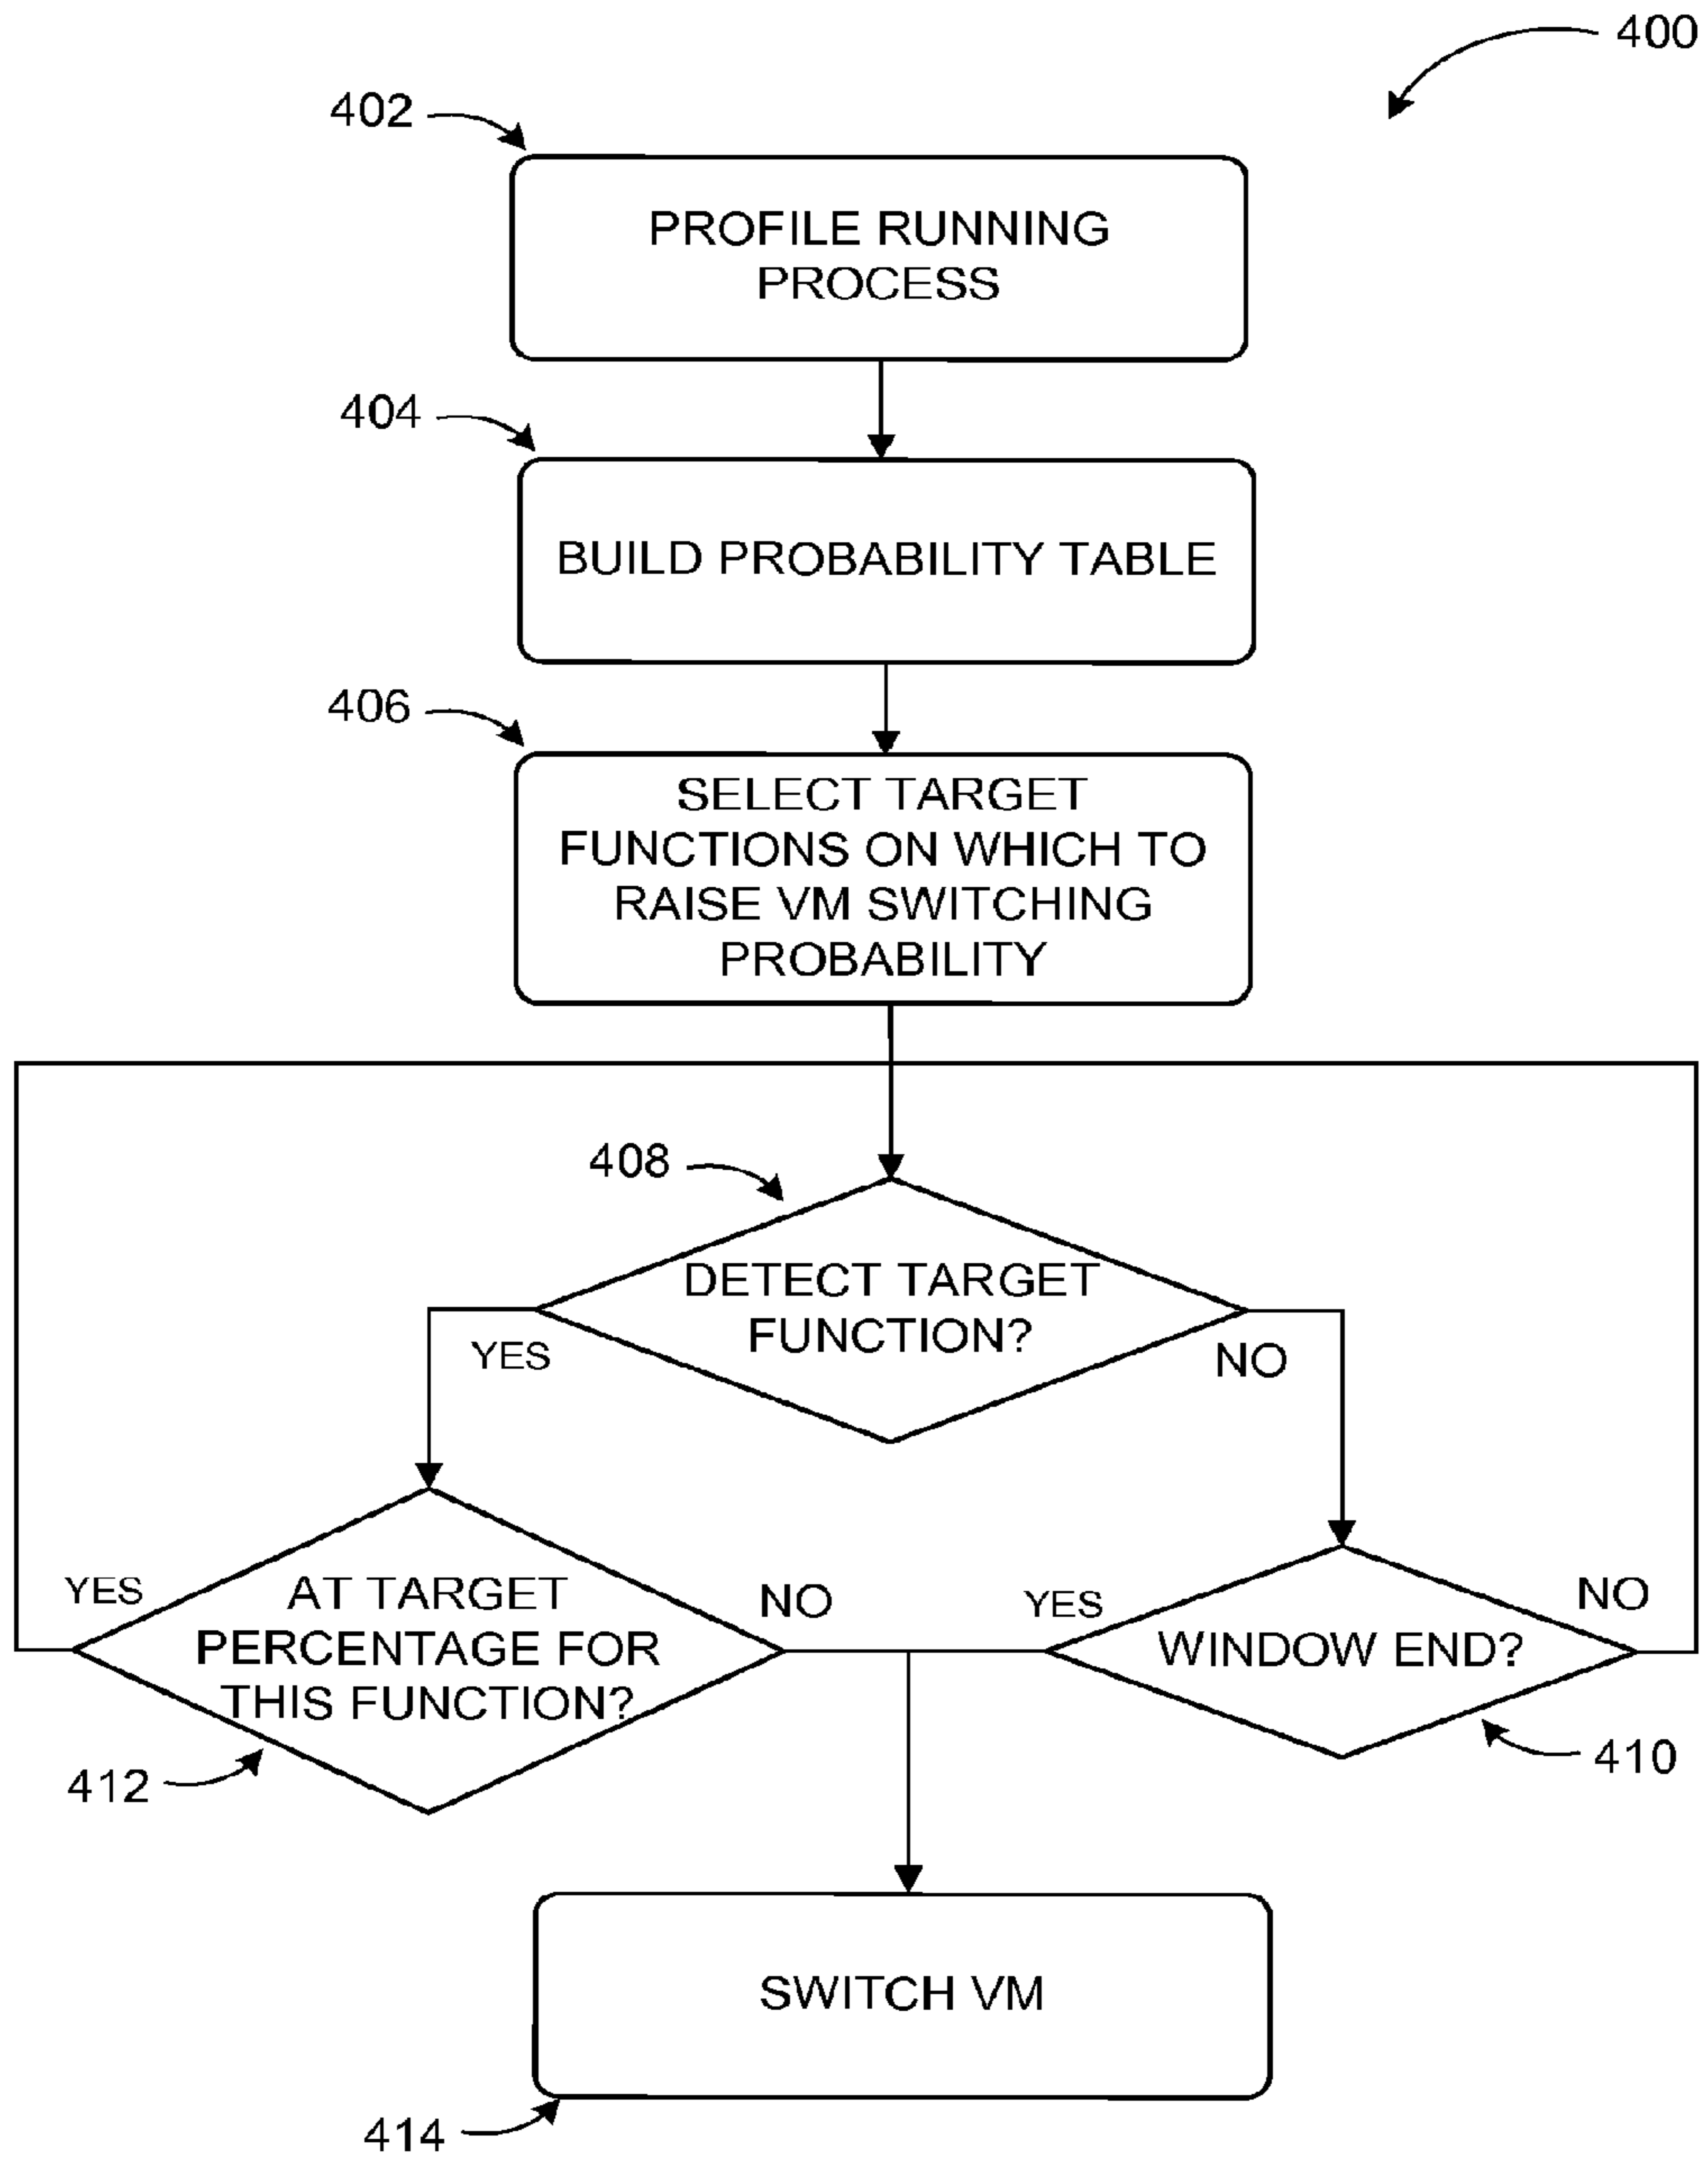 400
402
PROFILE RUNNING
PROCESS
404
BUILD PROBABILITY TABLE
406
SELECT TARGET
FUNCTIONS ON WHICH TO
RAISE VM SWITCHING
PROBABILITY
408
DETECT TARGET
FUNCTION?
YES
NO
YES
AT TARGET
PERCENTAGE FOR
THIS FUNCTION?
NO
412
YES
WINDOW END?
NO
410
SWITCH VM
414